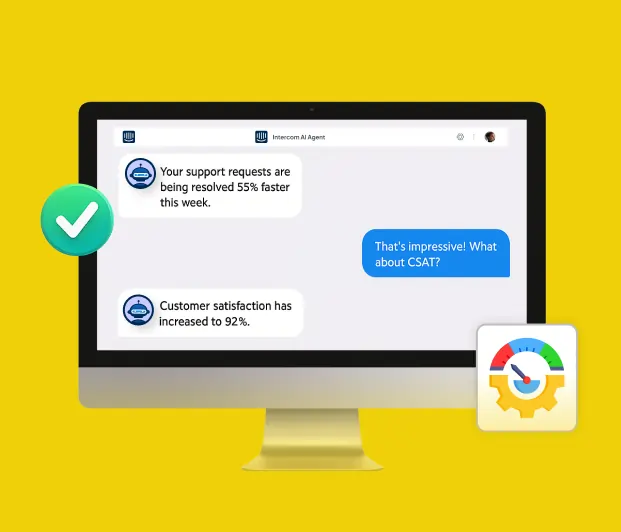 Intercom AI Agent
Your support requests are
being resolved 55% faster
this week.
That's impressive! What
about CSAT?
Customer satisfaction has
increased to 92%.